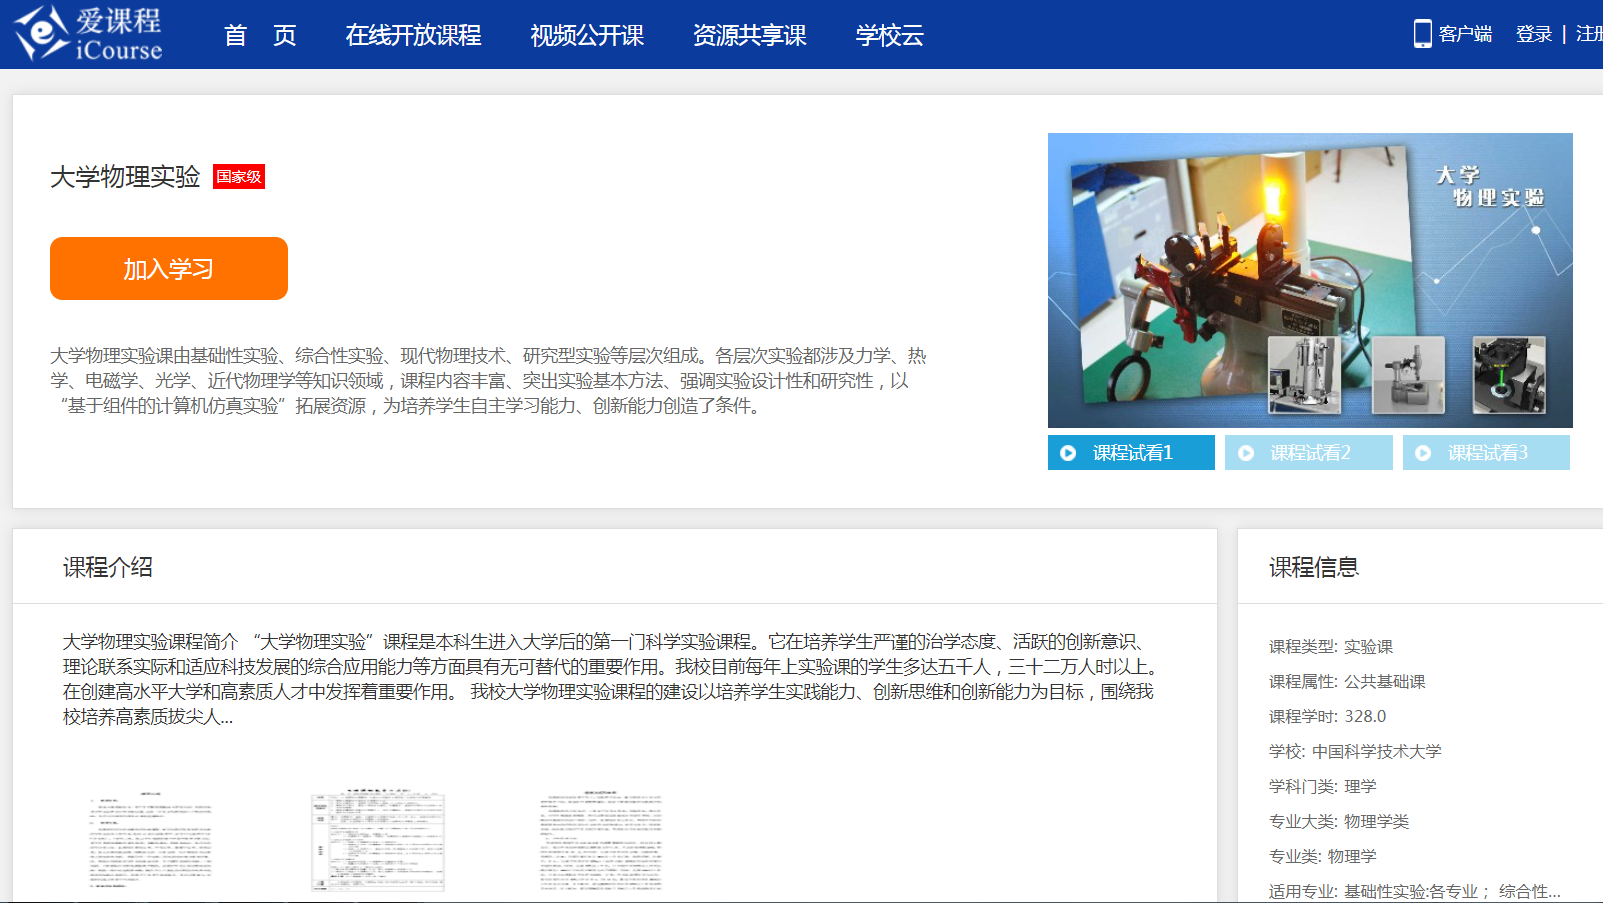 爱课程
iCourse
首 页 在线开放课程 视频公开课 资源共享课 学校云 客户端 登录 | 注册
大学物理实验 国家级
加入学习
大学物理实验课由基础性实验、综合性实验、现代物理技术、研究型实验等层次组成。各层次实验都涉及力学、热
学、电磁学、光学、近代物理学等知识领域，课程内容丰富、突出实验基本方法、强调实验设计性和研究性，以
“基于组件的计算机仿真实验”拓展资源，为培养学生自主学习能力、创新能力创造了条件。
大学
物理实验
课程试看1 课程试看2 课程试看3
课程介绍
大学物理实验课程简介 “大学物理实验”课程是本科生进入大学后的第一门科学实验课程。它在培养学生严谨的治学态度、活跃的创新意识、
理论联系实际和适应科技发展的综合应用能力等方面具有无可替代的重要作用。我校目前每年上实验课的学生多达五千人，三十二万人时以上。
在创建高水平大学和高素质人才中发挥着重要作用。 我校大学物理实验课程的建设以培养学生实践能力、创新思维和创新能力为目标，围绕我
校培养高素质拔尖人...
课程信息
课程类型: 实验课
课程属性: 公共基础课
课程学时: 328.0
学校: 中国科学技术大学
学科门类: 理学
专业大类: 物理学类
专业类: 物理学
适用专业: 基础性实验:各专业； 综合性...